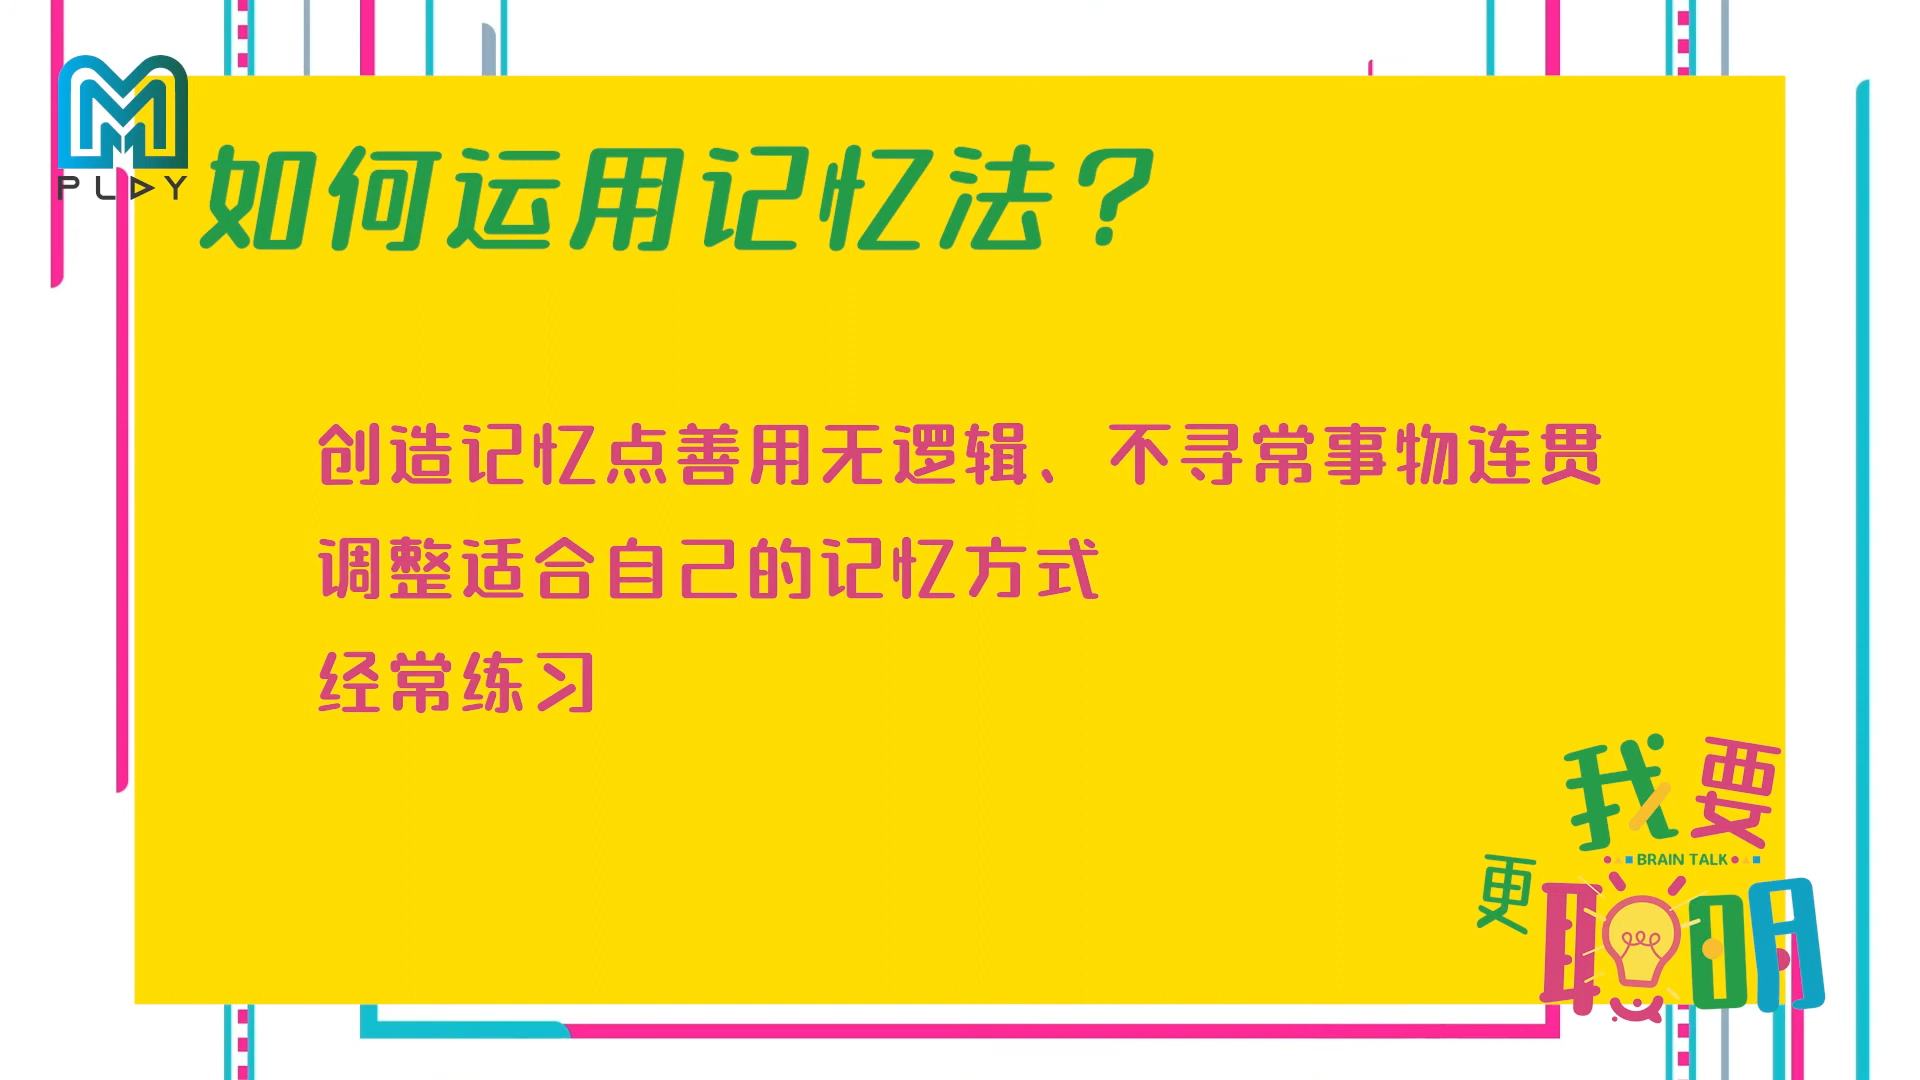 PLAY
如何运用记忆法？
创造记忆点善用无逻辑、不寻常事物连贯
调整适合自己的记忆方式
经常练习
我要
BRAIN TALK
更聪明